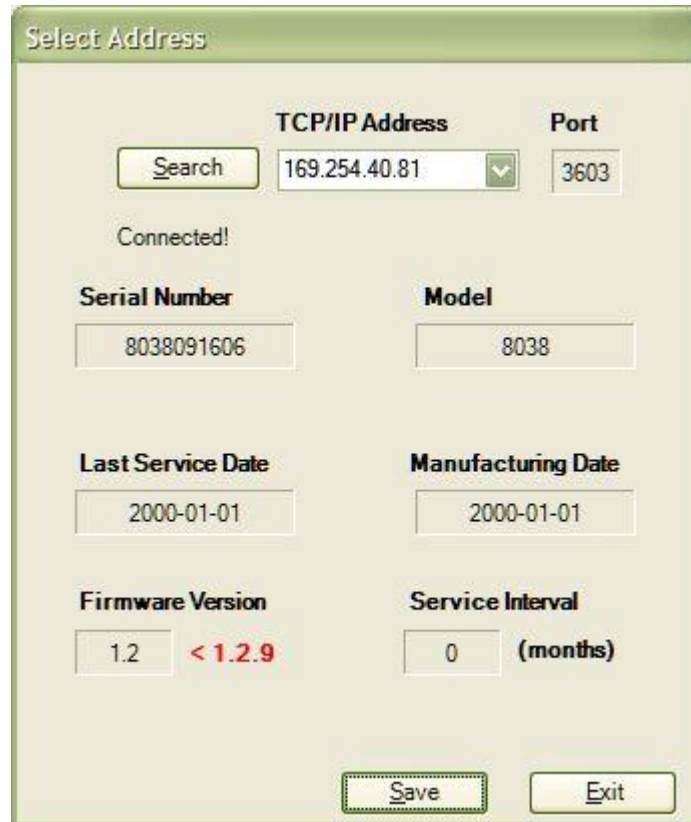 Select Address
TCP/IP Address Port
Search 169.254.40.81 3603
Connected!
Serial Number Model
8038091606 8038
Last Service Date Manufacturing Date
2000-01-01 2000-01-01
Firmware Version Service Interval
1.2 < 1.2.9 0 (months)
Save Exit